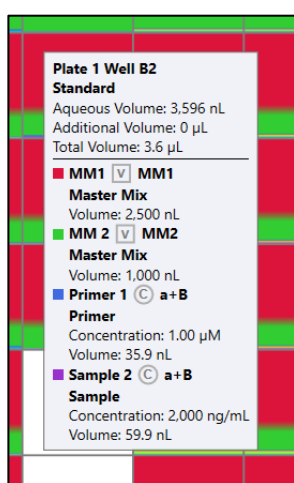 Plate 1 Well B2
Standard
Aqueous Volume: 3,596 nL
Additional Volume: 0 µL
Total Volume: 3.6 µL
MM1 V MM1
Master Mix
Volume: 2,500 nL
MM 2 V MM2
Master Mix
Volume: 1,000 nL
Primer 1 C a+B
Primer
Concentration: 1.00 µM
Volume: 35.9 nL
Sample 2 C a+B
Sample
Concentration: 2,000 ng/mL
Volume: 59.9 nL